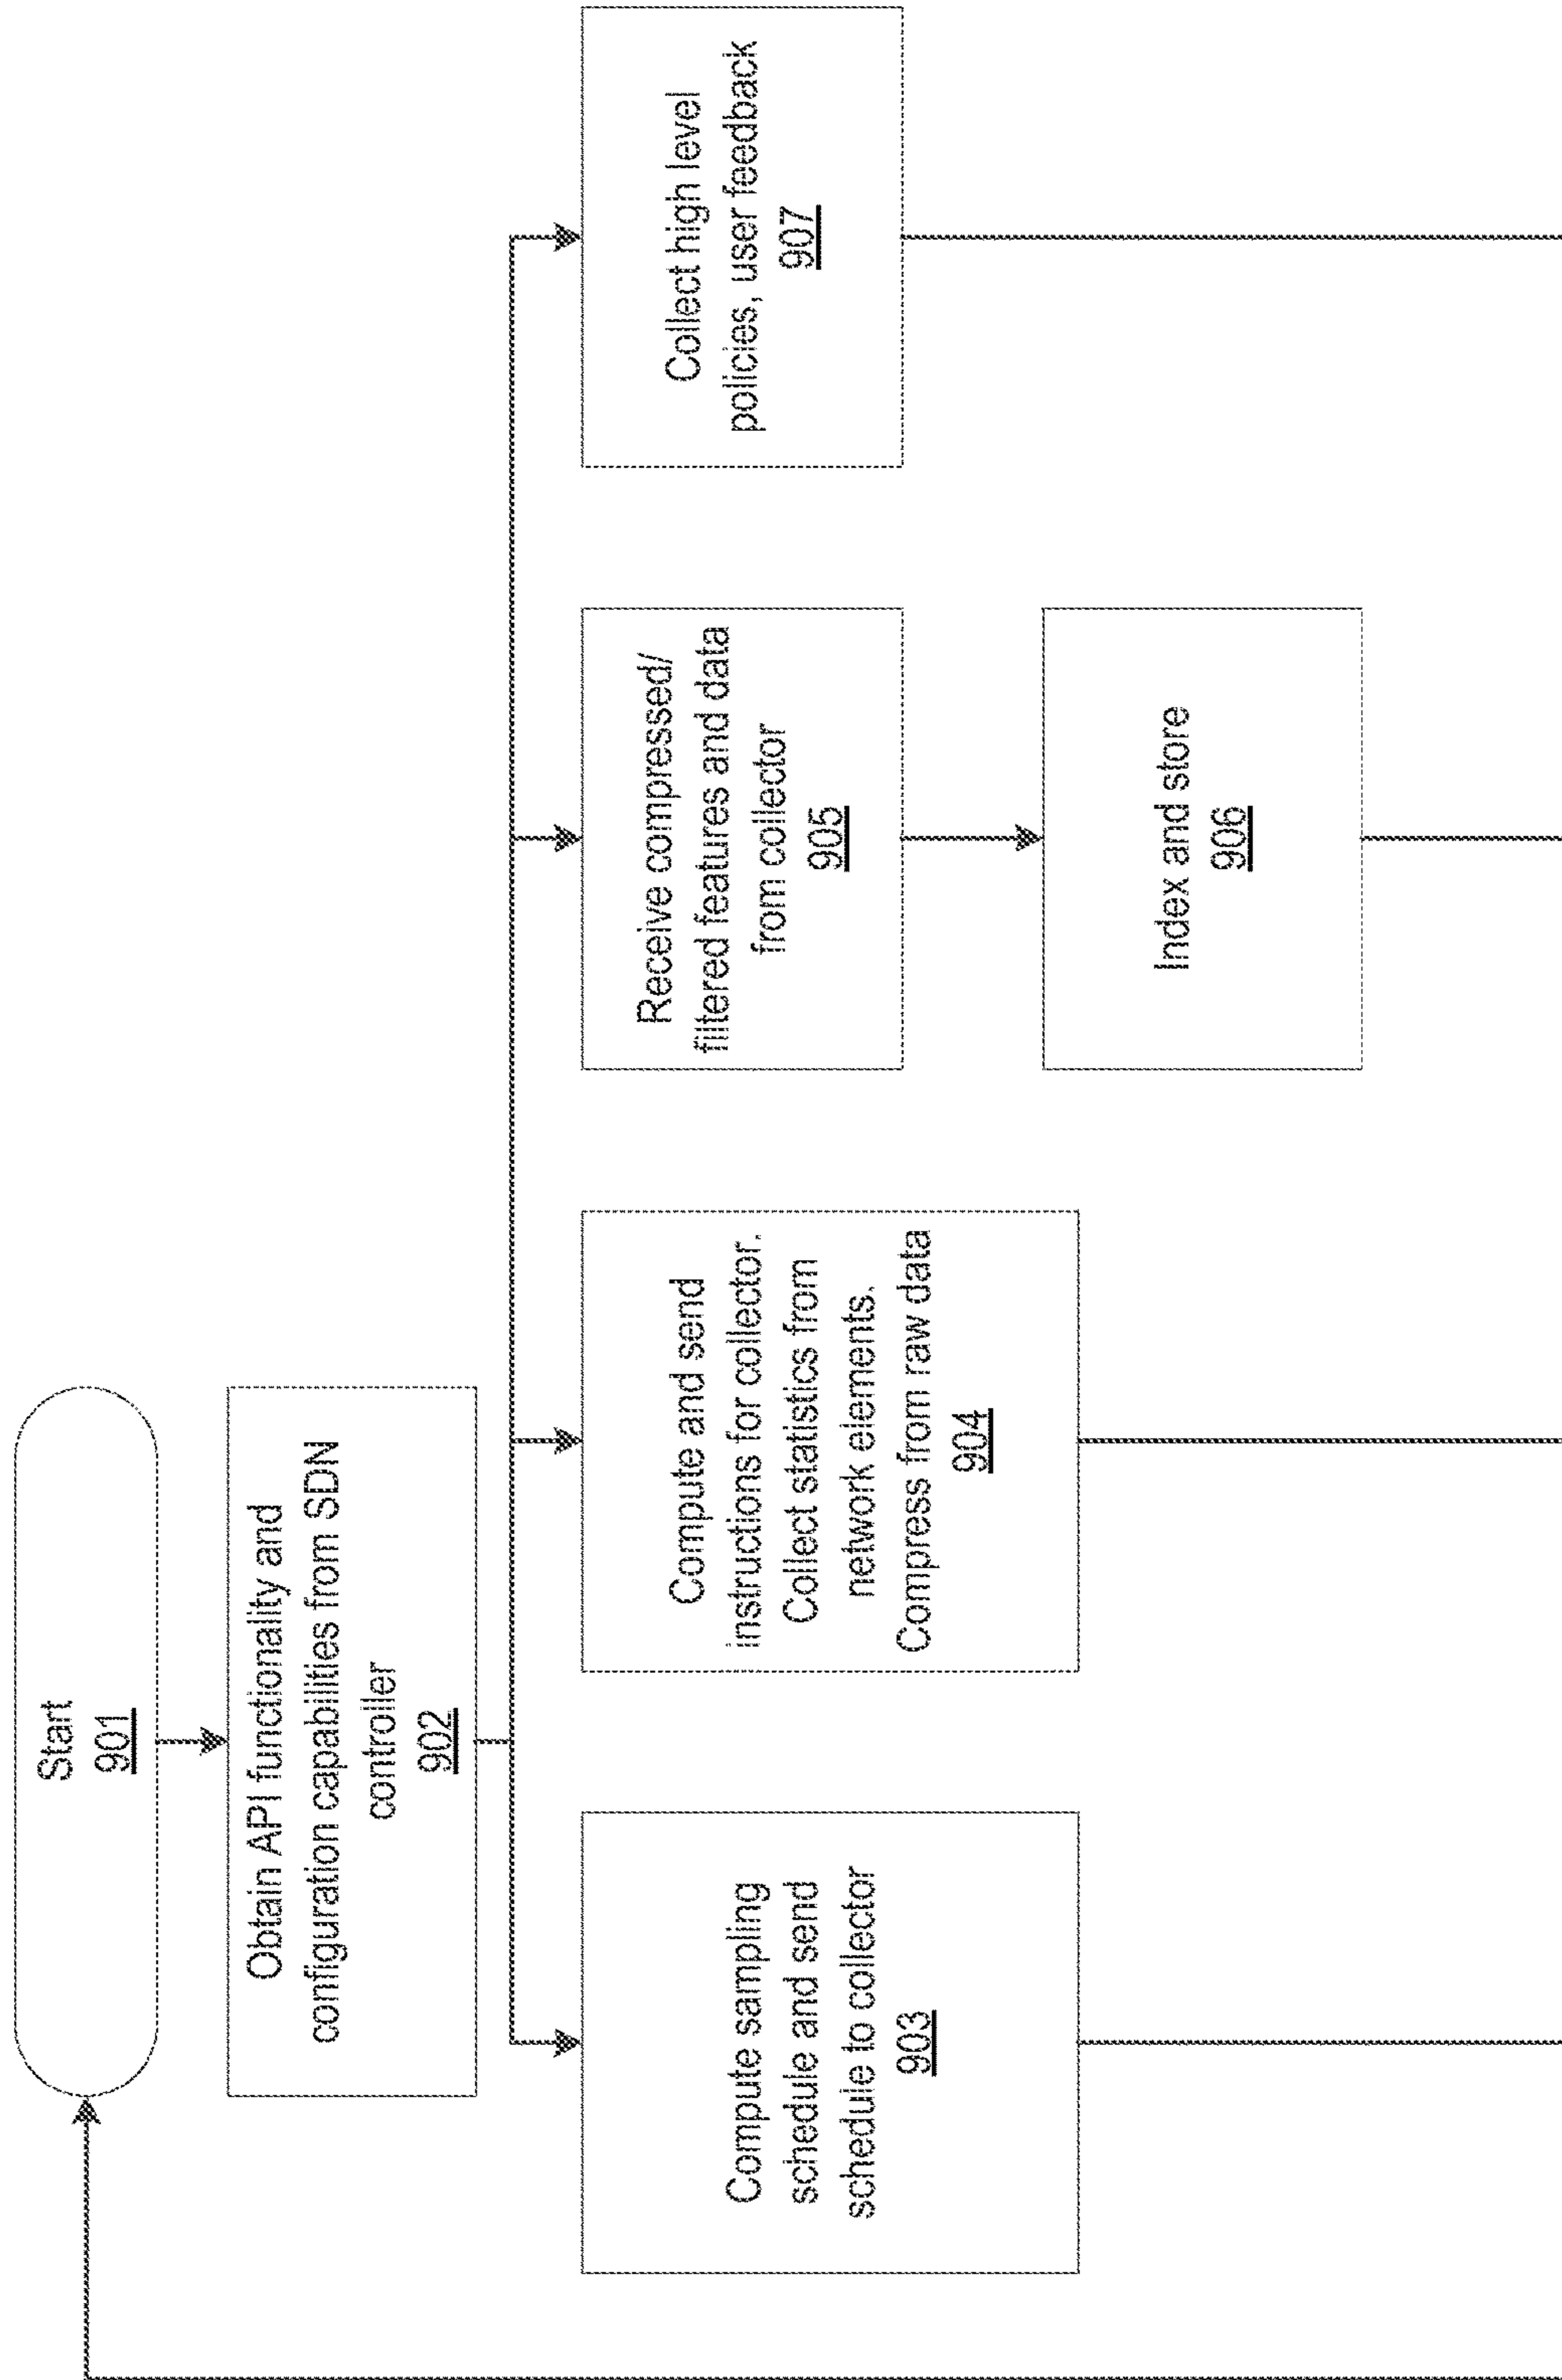 Start
901
Obtain API functionality and
configuration capabilities from SDN
controller
902
Compute sampling
schedule and send
schedule to collector
903
Compute and send
instructions for collector.
Collect statistics from
network elements.
Compress from raw data
904
Receive compressed/
filtered features and data
from collector
905
Index and store
906
Collect high level
policies, user feedback
907